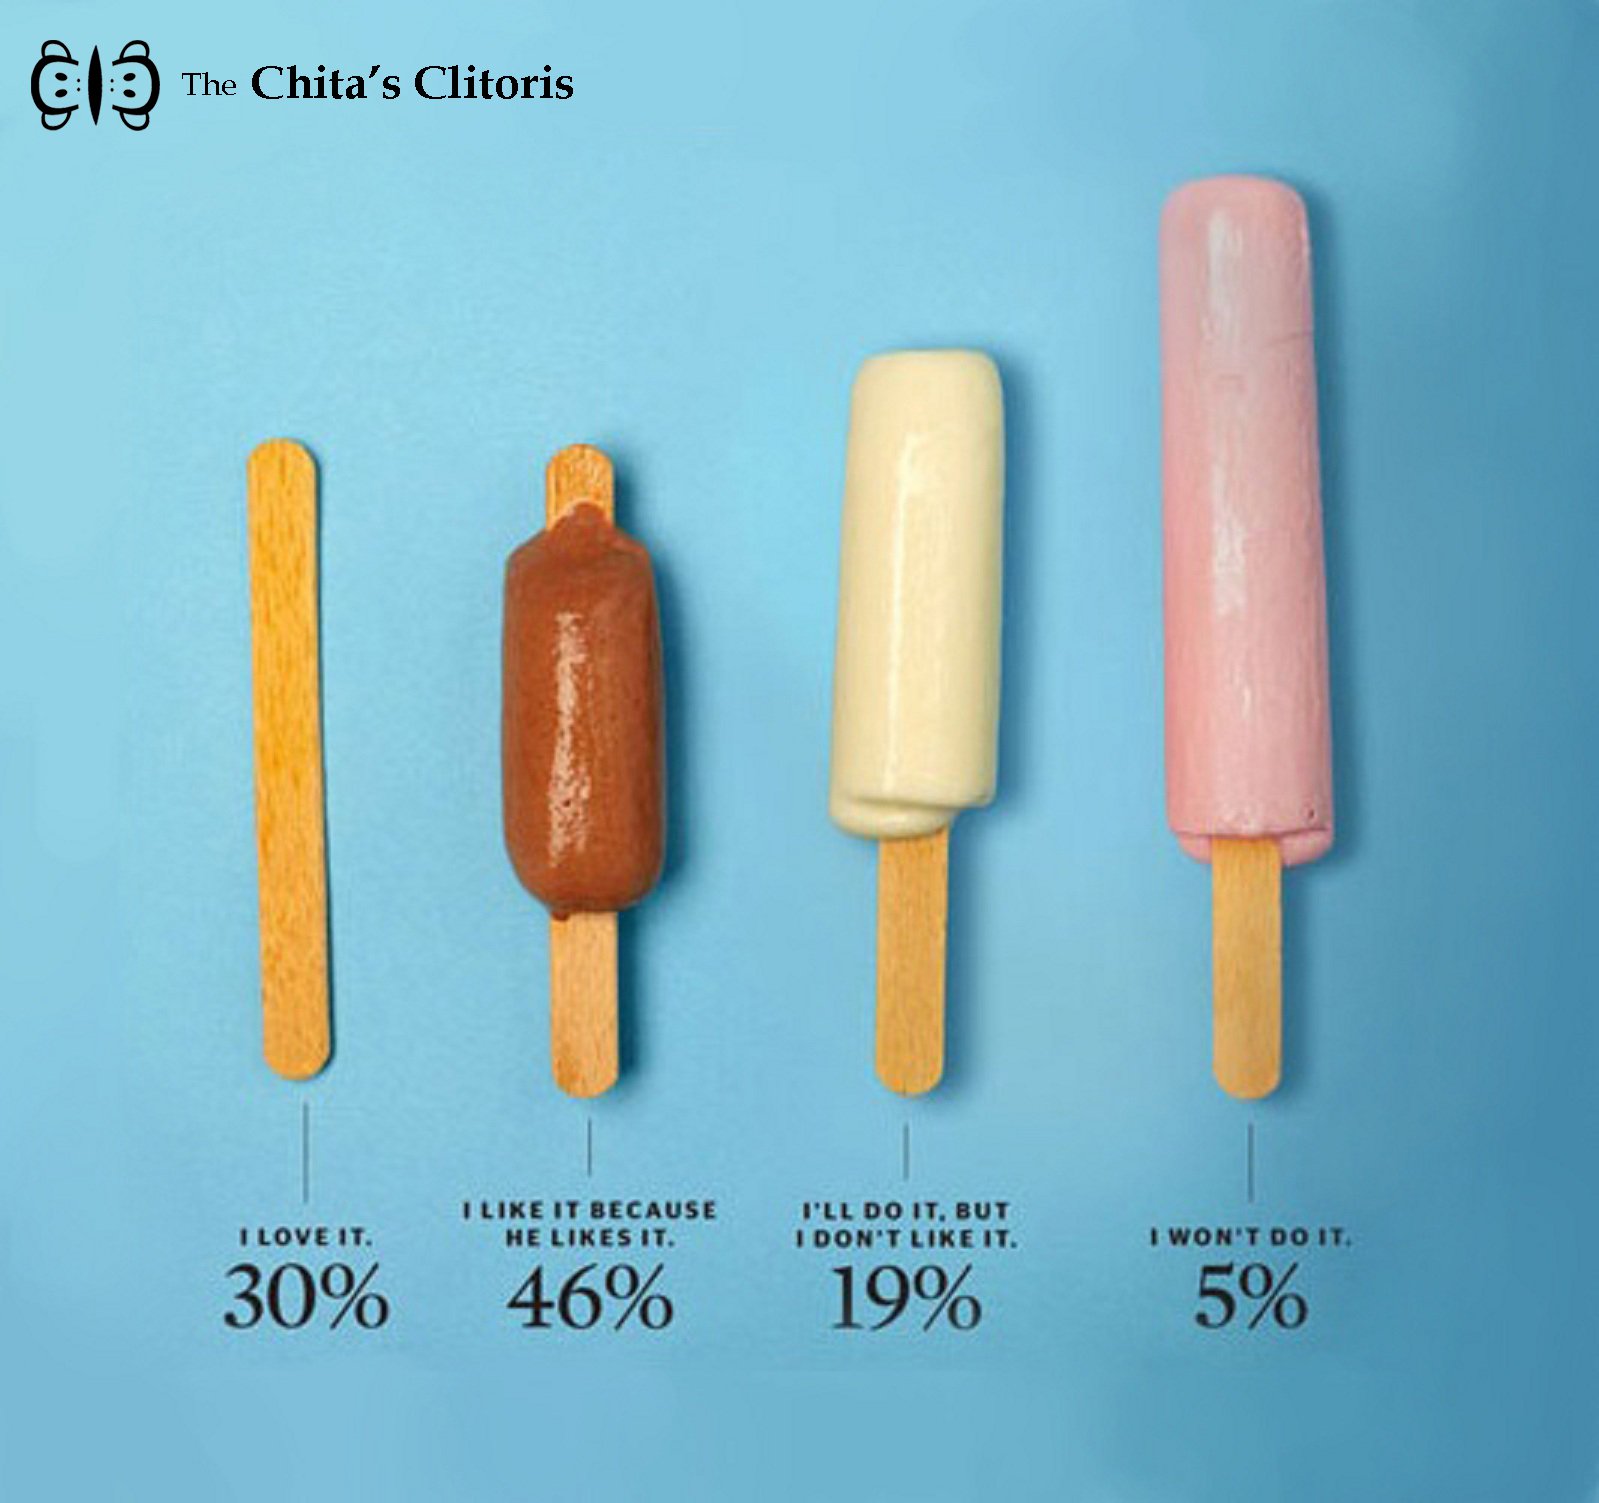 The Chita's Clitoris
I LOVE IT.
30%
I LIKE IT BECAUSE
HE LIKES IT.
46%
I'LL DO IT, BUT
I DON'T LIKE IT.
19%
I WON'T DO IT.
5%